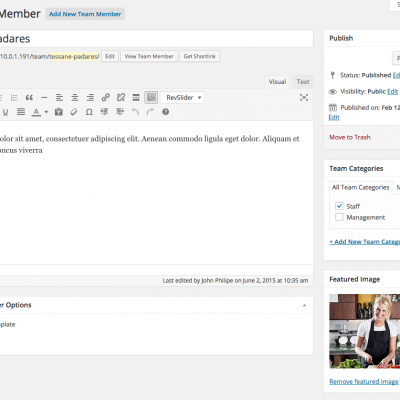 Member Add New Team Member
adares
10.0.1.191/team/tessane-padares/ Edit View Team Member Get Shortlink
Visual Text
RevSlider
olor sit amet, consectetuer adipiscing elit. Aenean commodo ligula eget dolor. Aliquam et
oncus viverra
Last edited by John Philipe on June 2, 2015 at 10:35 am
er Options
plate
Publish
Status: Published Ed
Visibility: Public Edit
Published on: Feb 12
Edit
Move to Trash
Team Categories
All Team Categories M
Staff
Management
+ Add New Team Categ
Featured Image
Remove featured image